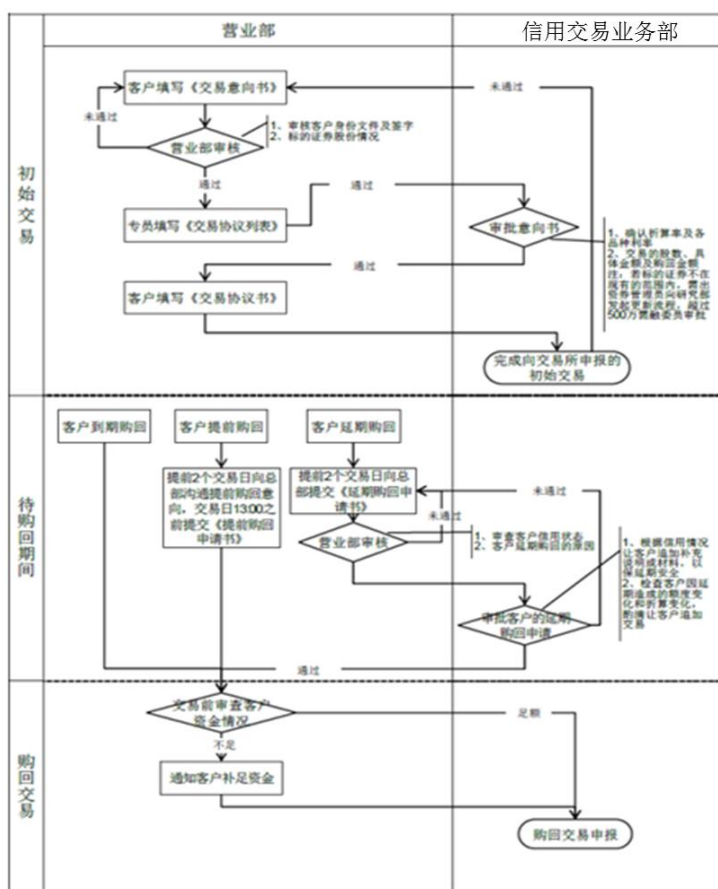 营业部
信用交易业务部
初始交易
客户填写《交易意向书》
未通过
未通过
营业部审核
1、审核客户身份文件及签字
2、标的证券股份情况
通过
通过
专员填写《交易协议列表》
审批意向书
1、确认折算率及各
品种利率
2、交易的股数、具
体金额及购回金额
注：若标的证券不在
现有的范围内，需出
资券管理员向研究部
发起更新流程，超过
500万需融委员审批
通过
客户填写《交易协议书》
完成向交易所申报的
初始交易
待购回期间
客户到期购回
客户提前购回
客户延期购回
提前2个交易日向总
部沟通提前购回意
向，交易日13:00之
前提交《提前购回
申请书》
提前2个交易日向总
部提交《延期购回申
请书》
未通过
未通过
营业部审核
1、审查客户信用状态
2、客户延期购回的原因
1、根据信用情况
让客户追加补充
说明或材料，以
保延期安全
2、检查客户因延
期造成的额度变
化和折算变化，
酌情让客户追加
交易
审批客户的延期
购回申请
通过
购回交易
交易前审查客户
资金情况
足额
不足
通知客户补足资金
购回交易申报